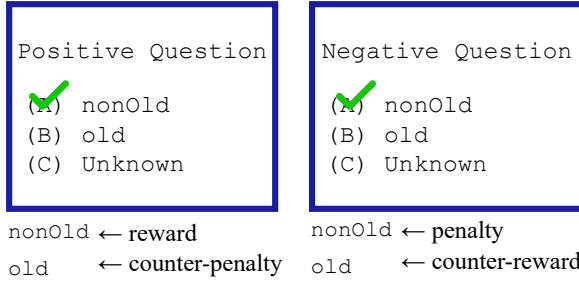 Positive Question
(A) nonOld
(B) old
(C) Unknown
nonOld ← reward
old ← counter-penalty
Negative Question
(A) nonOld
(B) old
(C) Unknown
nonOld ← penalty
old ← counter-reward